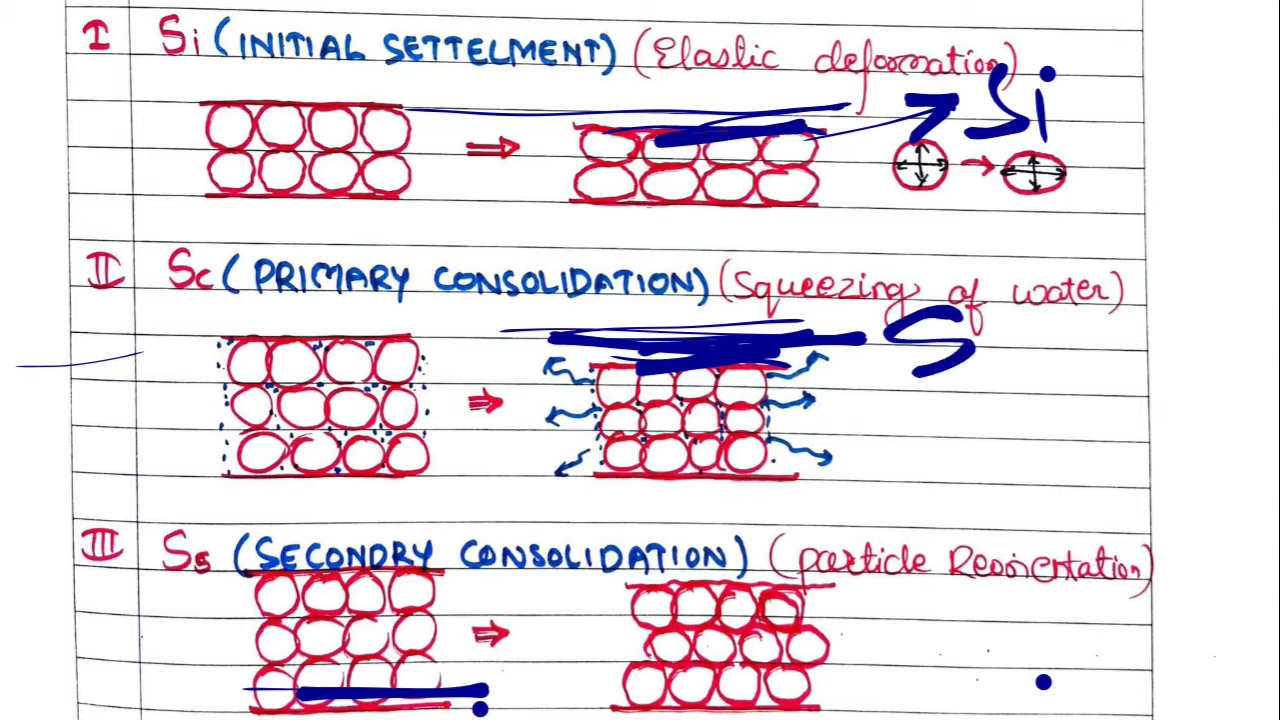 I Si (INITIAL SETTELMENT) (Elastic deformation)
Si
II Sc (PRIMARY CONSOLIDATION) (Squeezing of water)
S
III Ss (SECONDRY CONSOLIDATION) (particle Reorientation)